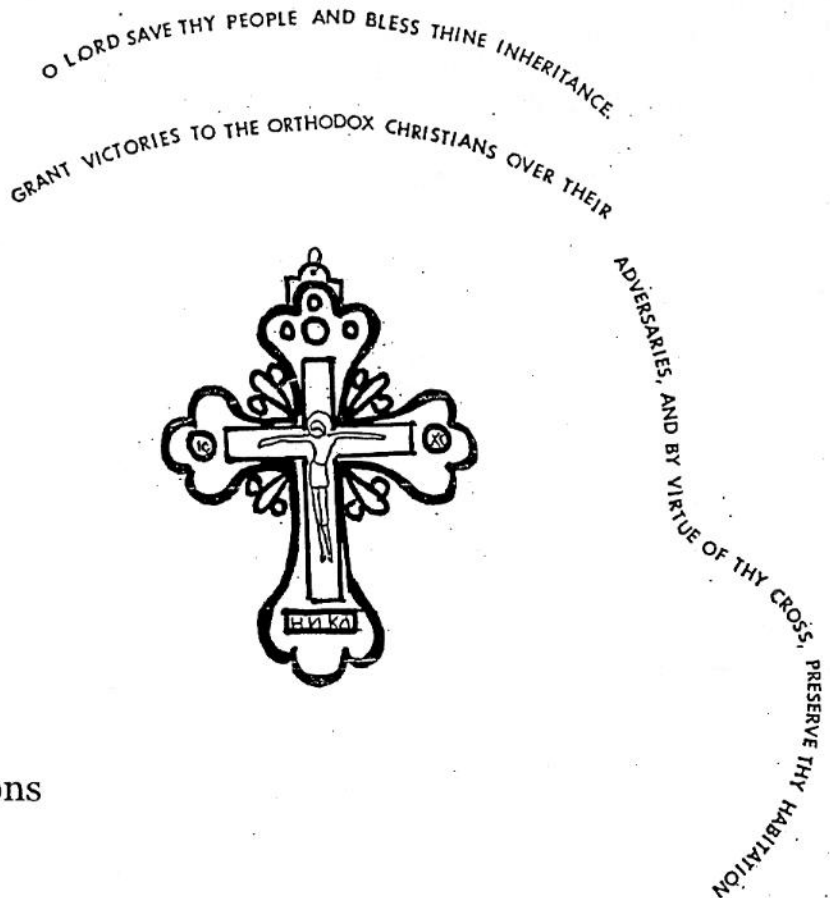 O LORD SAVE THY PEOPLE AND BLESS THINE INHERITANCE.
GRANT VICTORIES TO THE ORTHODOX CHRISTIANS OVER THEIR
ADVERSARIES, AND BY VIRTUE OF THY CROSS, PRESERVE THY HABITATION
IC
XC
НИКА
ons